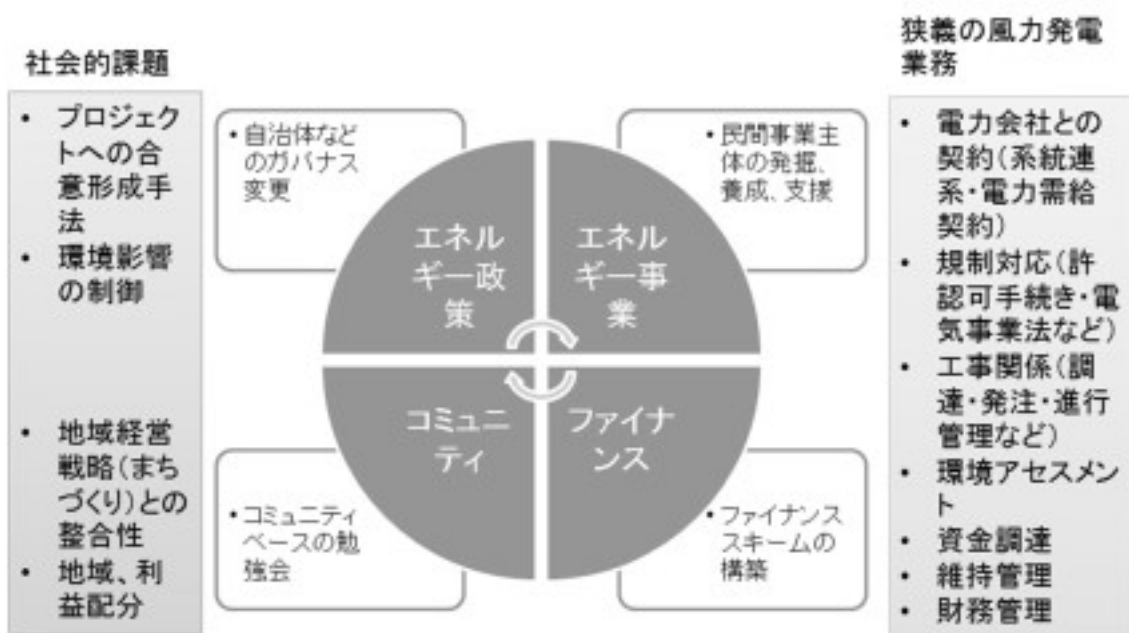 社会的課題
• プロジェク
トへの合
意形成手
法
• 環境影響
の制御
• 地域経営
戦略(まち
づくり)との
整合性
• 地域、利
益配分
• 自治体など
のガバナス
変更
• 民間事業主
体の発掘、
養成、支援
エネル
ギー政
策
エネル
ギー事
業
コミュニ
ティ
ファイナ
ンス
• コミュニティ
ベースの勉
強会
• ファイナンス
スキームの
構築
狭義の風力発電
業務
• 電力会社との
契約(系統連
系・電力需給
契約)
• 規制対応(許
認可手続き・電
気事業法など)
• 工事関係(調
達・発注・進行
管理など)
• 環境アセスメン
ト
• 資金調達
• 維持管理
• 財務管理